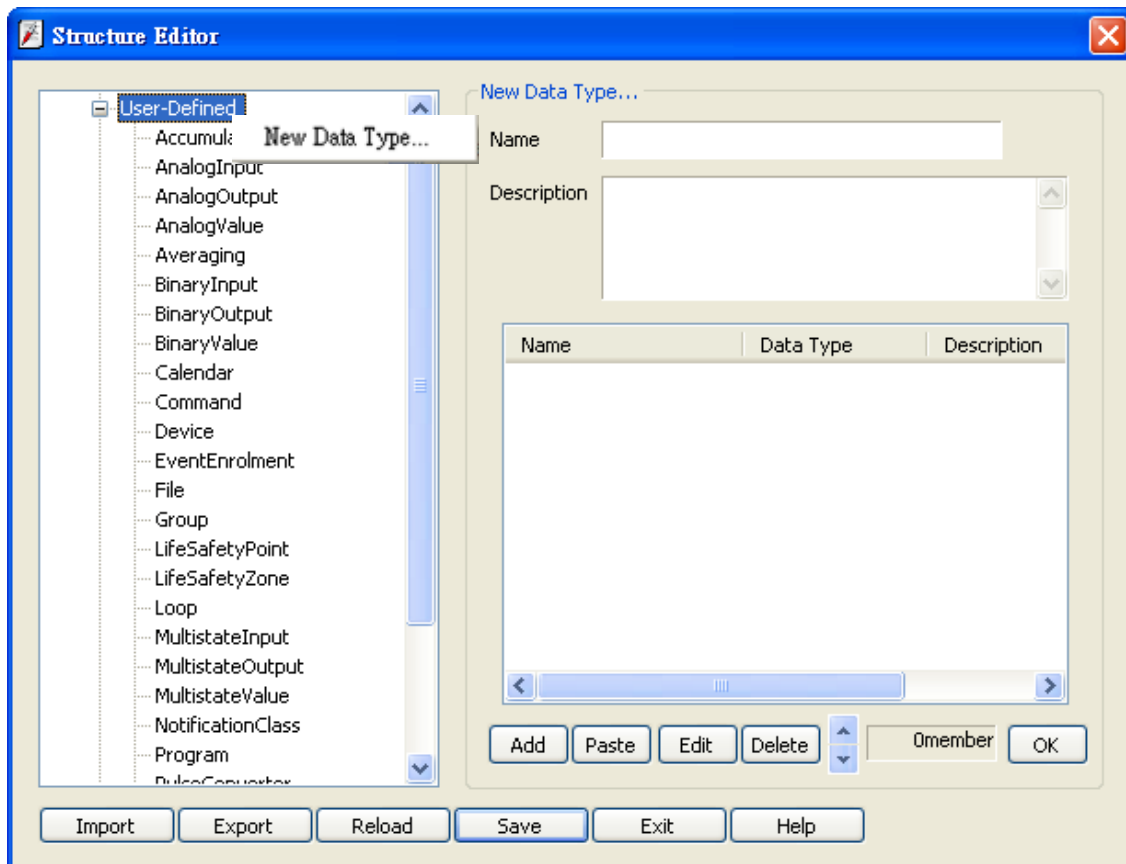 Structure Editor
User-Defined
New Data Type...
AnalogInput
AnalogOutput
AnalogValue
Averaging
BinaryInput
BinaryOutput
BinaryValue
Calendar
Command
Device
EventEnrolment
File
Group
LifeSafetyPoint
LifeSafetyZone
Loop
MultistateInput
MultistateOutput
MultistateValue
NotificationClass
Program
PulseConverter
New Data Type...
Name
Description
Name Data Type Description
Add Paste Edit Delete 0member OK
Import Export Reload Save Exit Help